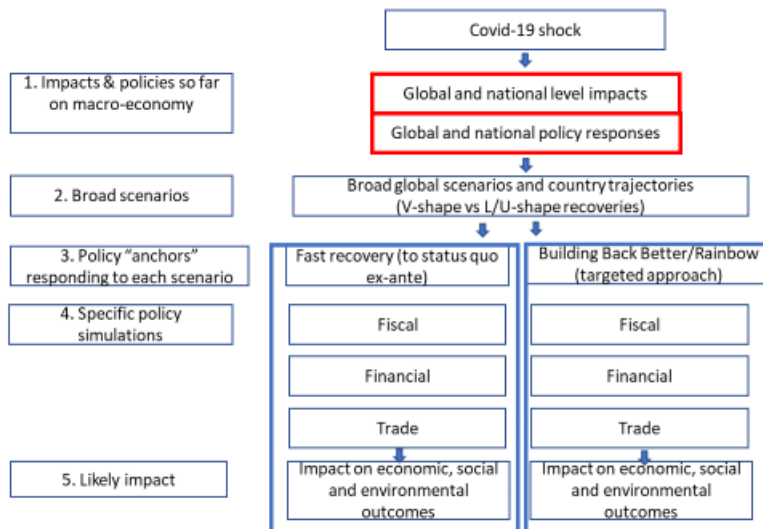 Covid-19 shock
1. Impacts & policies so far
on macro-economy
Global and national level impacts
Global and national policy responses
2. Broad scenarios
Broad global scenarios and country trajectories
(V-shape vs L/U-shape recoveries)
3. Policy “anchors”
responding to each scenario
Fast recovery (to status quo
ex-ante)
Building Back Better/Rainbow
(targeted approach)
4. Specific policy
simulations
Fiscal
Fiscal
Financial
Financial
Trade
Trade
5. Likely impact
Impact on economic, social
and environmental
outcomes
Impact on economic, social
and environmental
outcomes